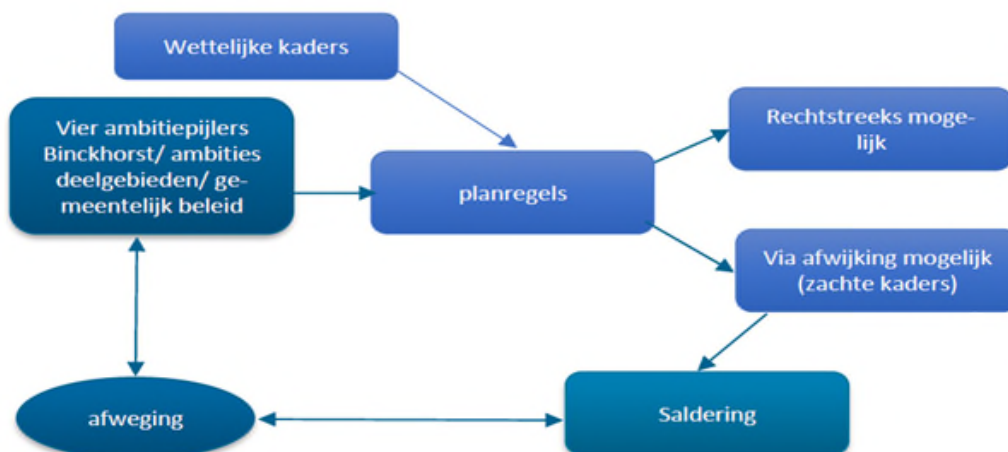 Wettelijke kaders
Vier ambitiepijlers
Binckhorst/ ambities
deelgebieden/ ge-
meentelijk beleid
planregels
Rechtstreeks moge-
lijk
Via afwijking mogelijk
(zachte kaders)
afweging
Saldering